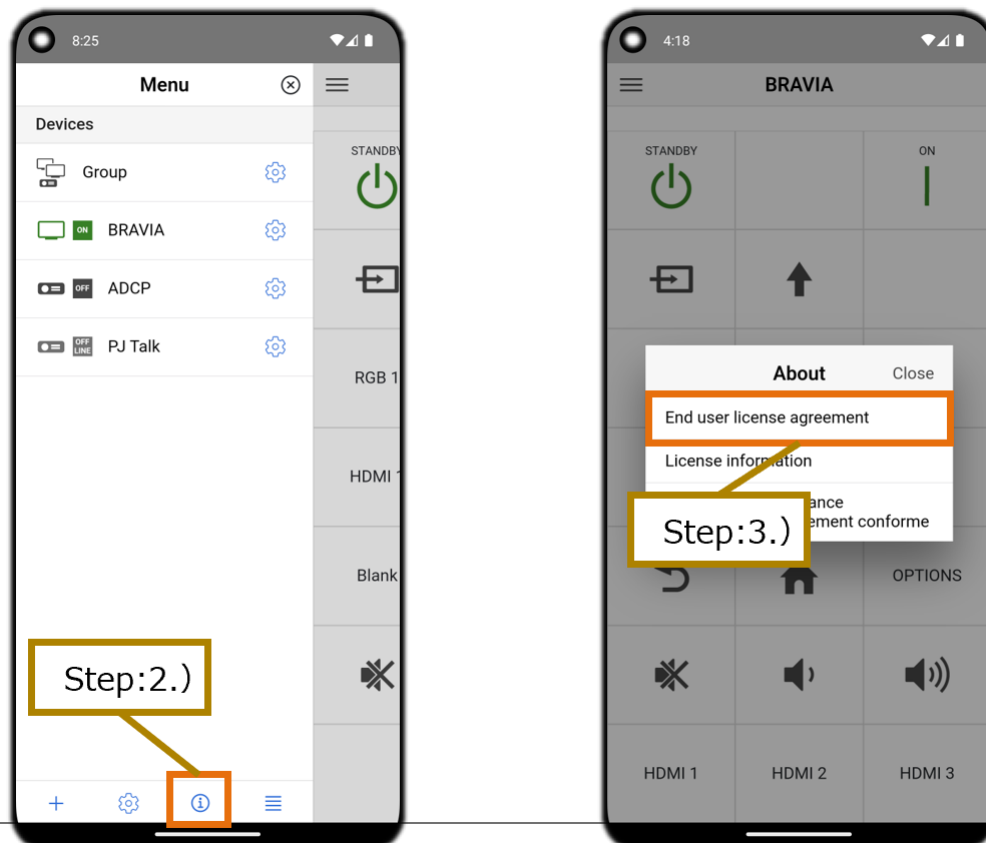 8:25
Menu
Devices
Group
ON BRAVIA
OFF ADCP
OFF LINE PJ Talk
STANDBY
RGB 1
HDMI 1
Blank
Step:2.)
4:18
BRAVIA
STANDBY
ON
About Close
End user license agreement
License information
ance
ement conforme
Step:3.)
OPTIONS
HDMI 1 HDMI 2 HDMI 3